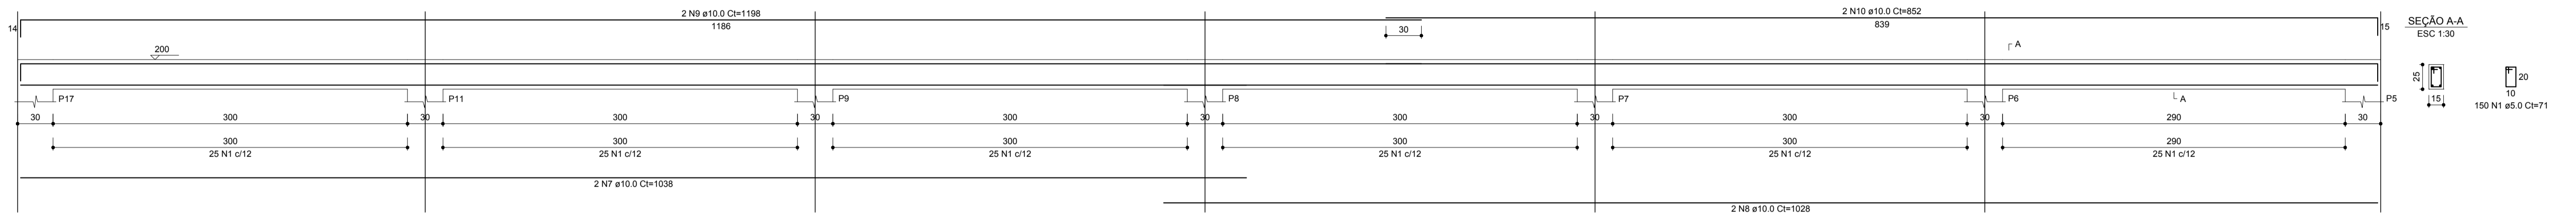 2 N9 ø10.0 Ct=1198
2 N10 ø10.0 Ct=852
14
1186
839
15
30
SEÇÃO A-A
ESC 1:30
200
A
25
20
P17
P11
P9
P8
P7
P6
A
P5
15
10
150 N1 ø5.0 Ct=71
30
300
30
300
30
300
30
300
30
300
30
290
30
300
300
300
300
300
290
25 N1 c/12
25 N1 c/12
25 N1 c/12
25 N1 c/12
25 N1 c/12
25 N1 c/12
2 N7 ø10.0 Ct=1038
2 N8 ø10.0 Ct=1028